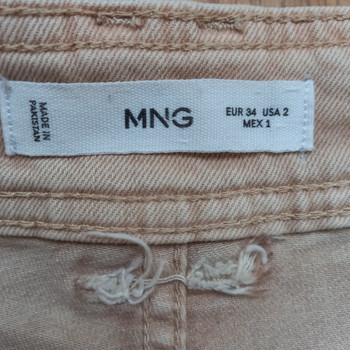 MADE IN
PAKISTAN
MNG
EUR 34 USA 2
MEX 1